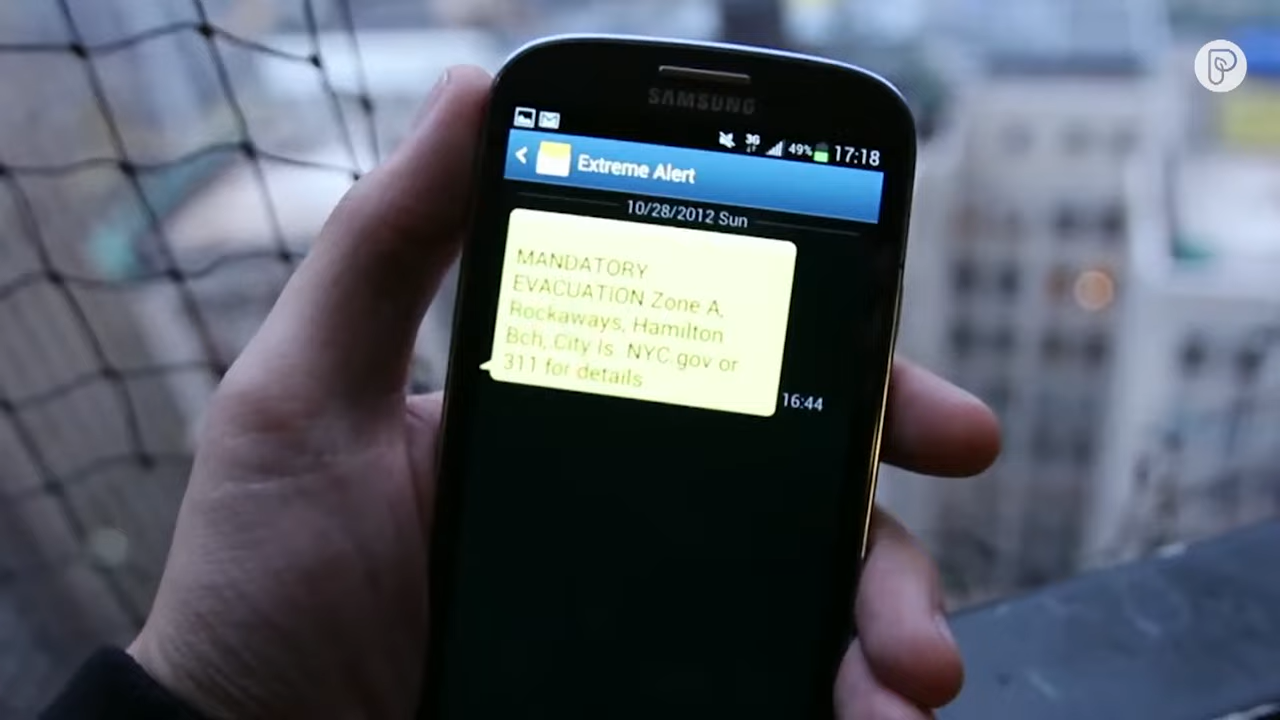 SAMSUNG
3G 49% 17:18
Extreme Alert
10/28/2012 Sun
MANDATORY
EVACUATION Zone A,
Rockaways, Hamilton
Bch, City Is. NYC.gov or
311 for details
16:44